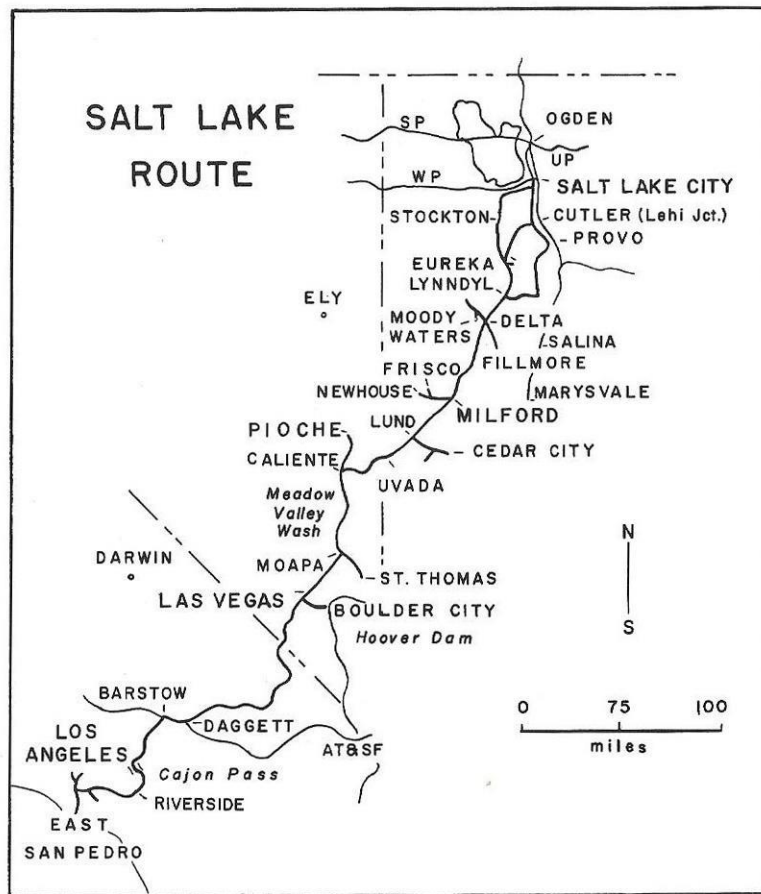 SALT LAKE
ROUTE
SP
OGDEN
UP
WP
SALT LAKE CITY
STOCKTON
CUTLER (Lehi Jct.)
PROVO
EUREKA
LYNNDYL
ELY
MOODY
WATERS
DELTA
SALINA
FILLMORE
FRISCO
NEWHOUSE
MARYSVALE
MILFORD
LUND
PIOCHE
CEDAR CITY
CALIENTE
UVADA
Meadow
Valley
Wash
N
DARWIN
MOAPA
ST. THOMAS
LAS VEGAS
BOULDER CITY
S
Hoover Dam
BARSTOW
0 75 100
miles
DAGGETT
LOS
ANGELES
AT&SF
Cajon Pass
RIVERSIDE
EAST
SAN PEDRO